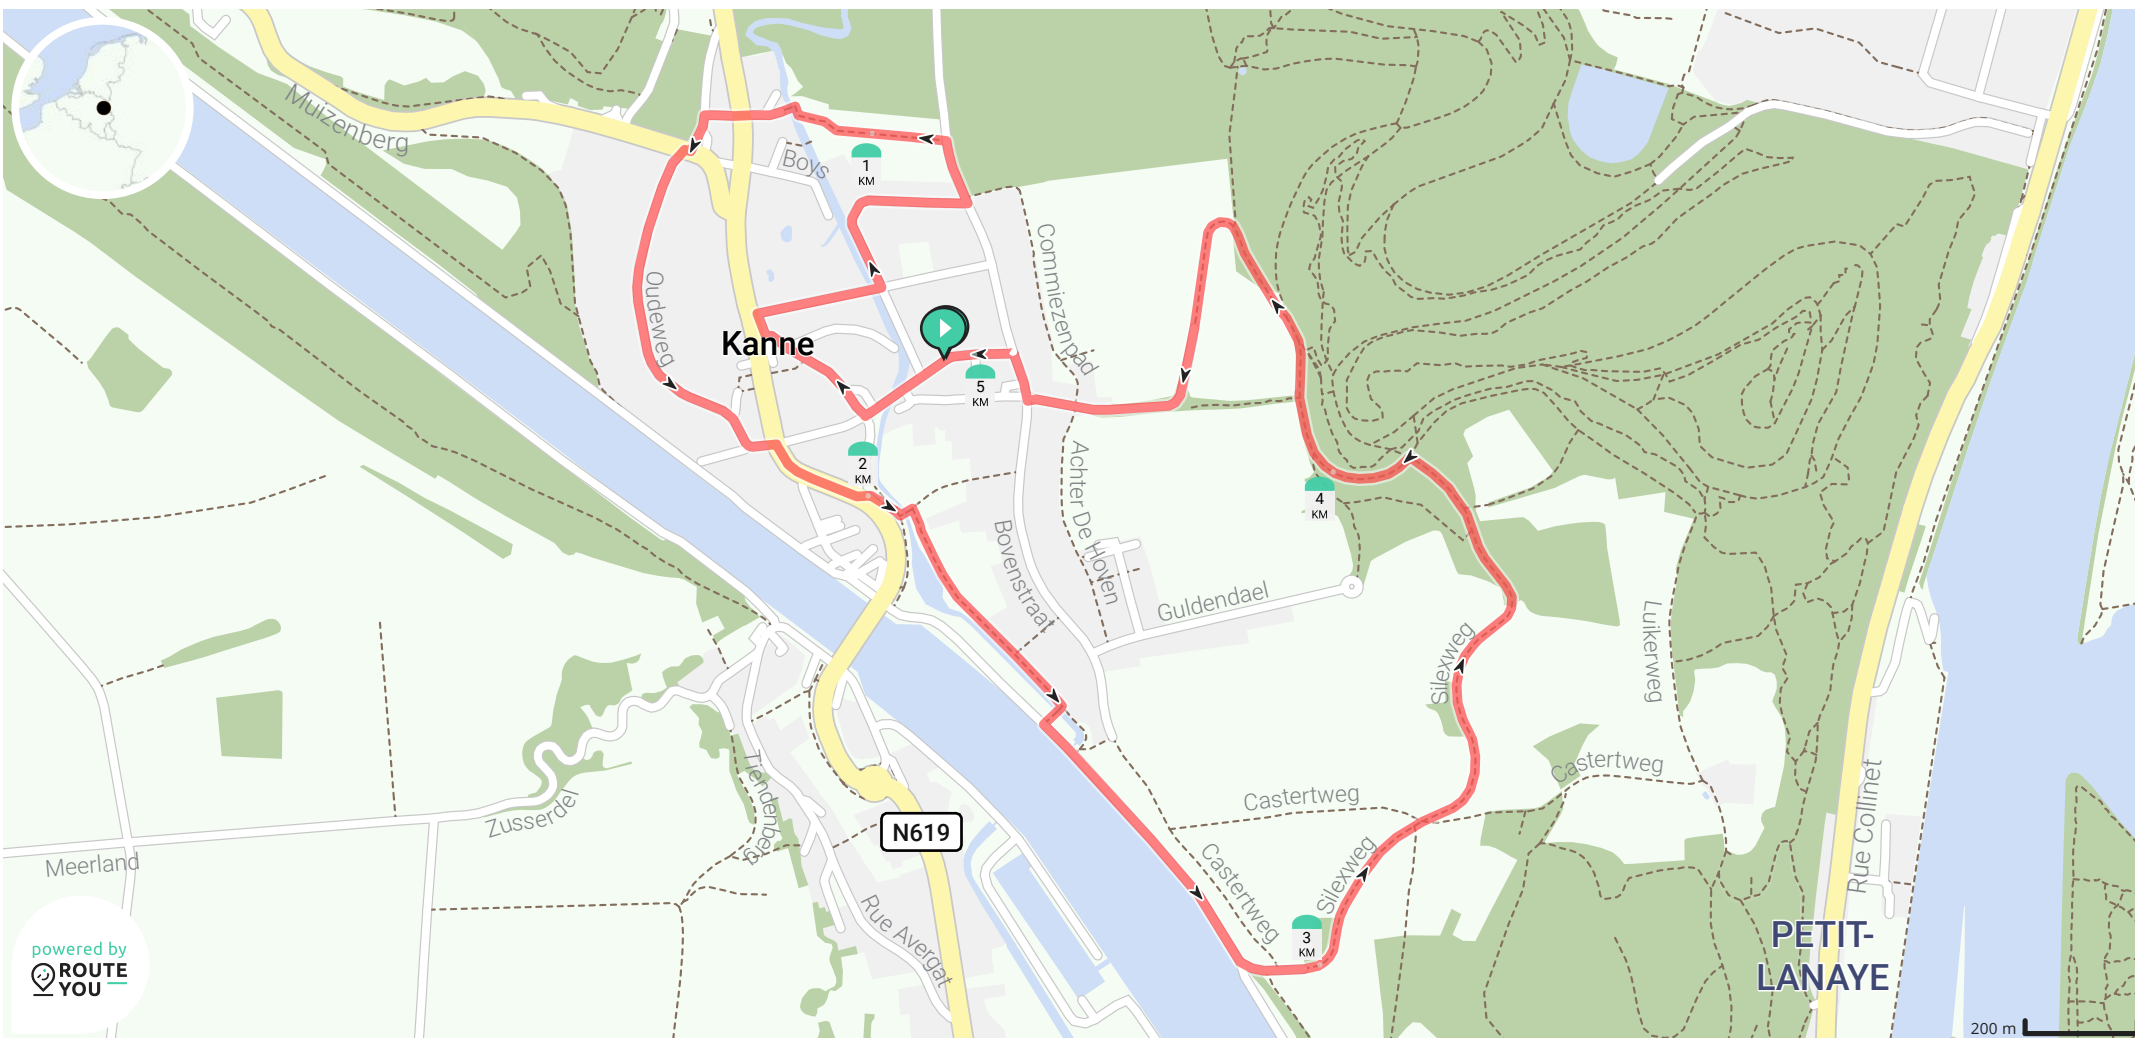 Muizenberg
Boys
1
KM
Commiezenpad
Oudeweg
Kanne
5
KM
2
KM
Achter De Hoven
4
KM
Bovenstraat
Guldendael
Silexweg
Luikerweg
Castertweg
Castertweg
Tiendenberg
Zusserdel
N619
Meerland
Castertweg
Silexweg
Rue Collinet
Rue Avergat
3
KM
PETIT-
LANAYE
powered by
ROUTE
YOU
200 m